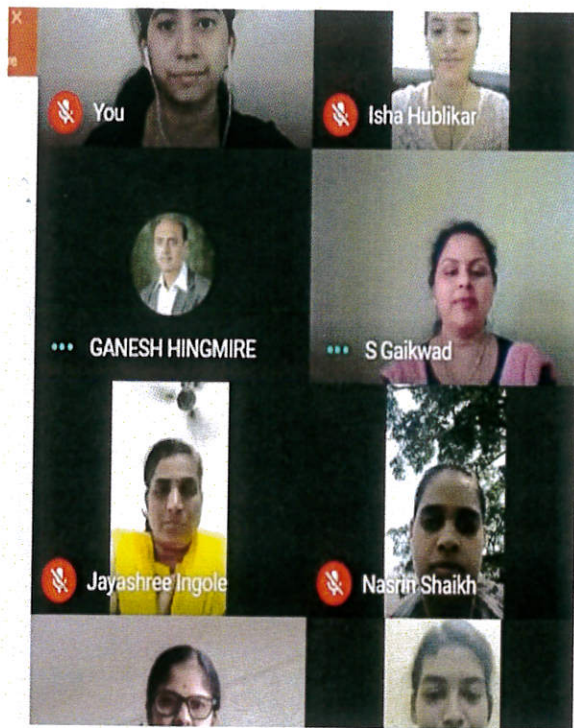 X
You
Isha Hublikar
GANESH HINGMIRE
S Gaikwad
Jayashree Ingole
Nasrin Shaikh